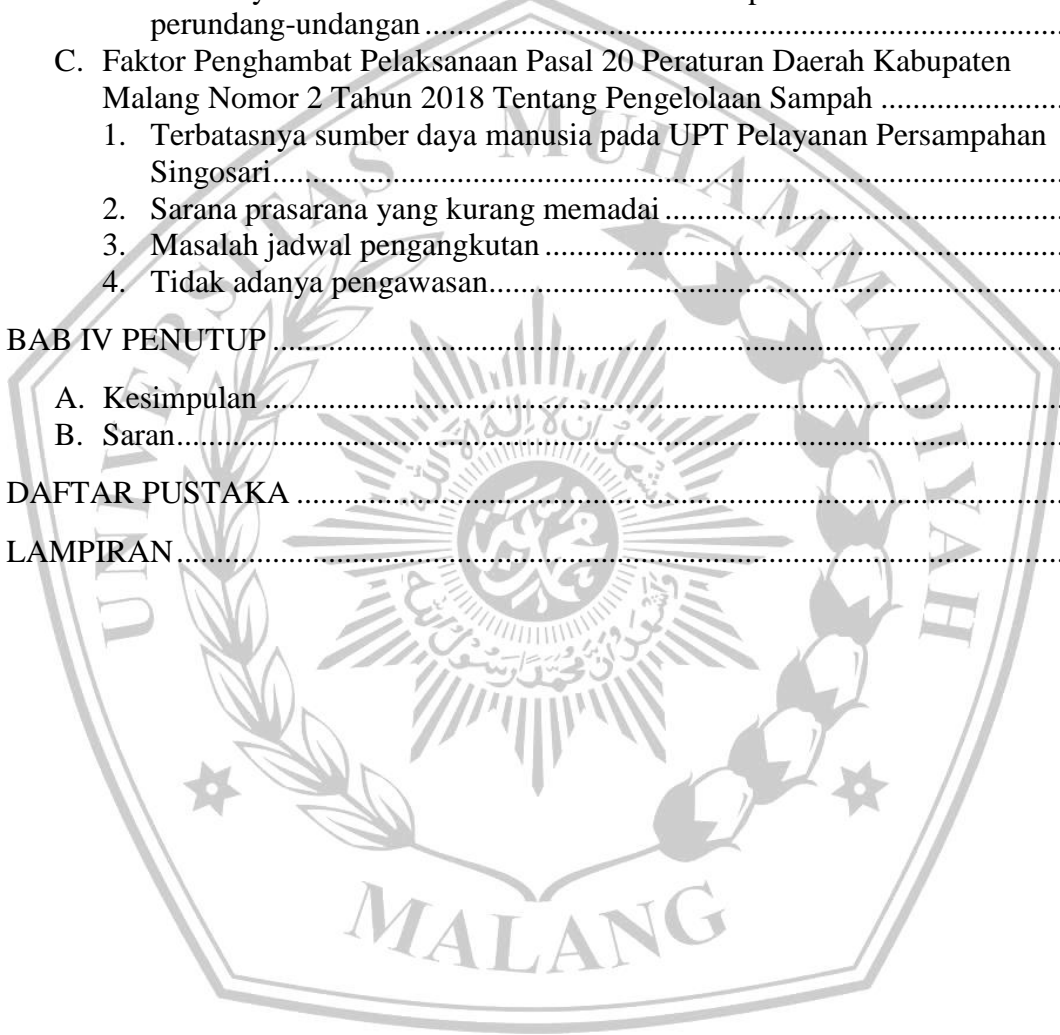 perundang-undangan ..........
C. Faktor Penghambat Pelaksanaan Pasal 20 Peraturan Daerah Kabupaten
Malang Nomor 2 Tahun 2018 Tentang Pengelolaan Sampah ..........
1. Terbatasnya sumber daya manusia pada UPT Pelayanan Persampahan
Singosari ..........
2. Sarana prasarana yang kurang memadai ..........
3. Masalah jadwal pengangkutan ..........
4. Tidak adanya pengawasan ..........
BAB IV PENUTUP ..........
A. Kesimpulan ..........
B. Saran ..........
DAFTAR PUSTAKA ..........
LAMPIRAN ..........
UNIVERSITAS MUHAMMADIYAH
MALANG